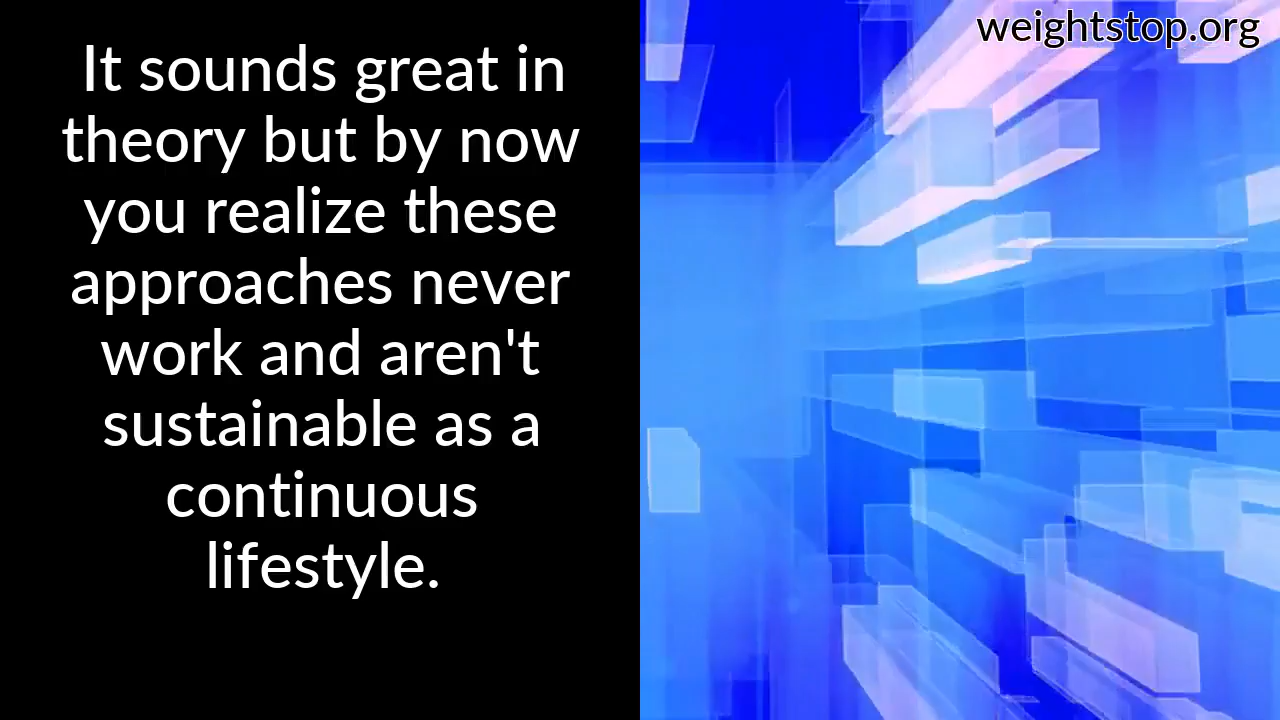 It sounds great in
theory but by now
you realize these
approaches never
work and aren't
sustainable as a
continuous
lifestyle.
weightstop.org